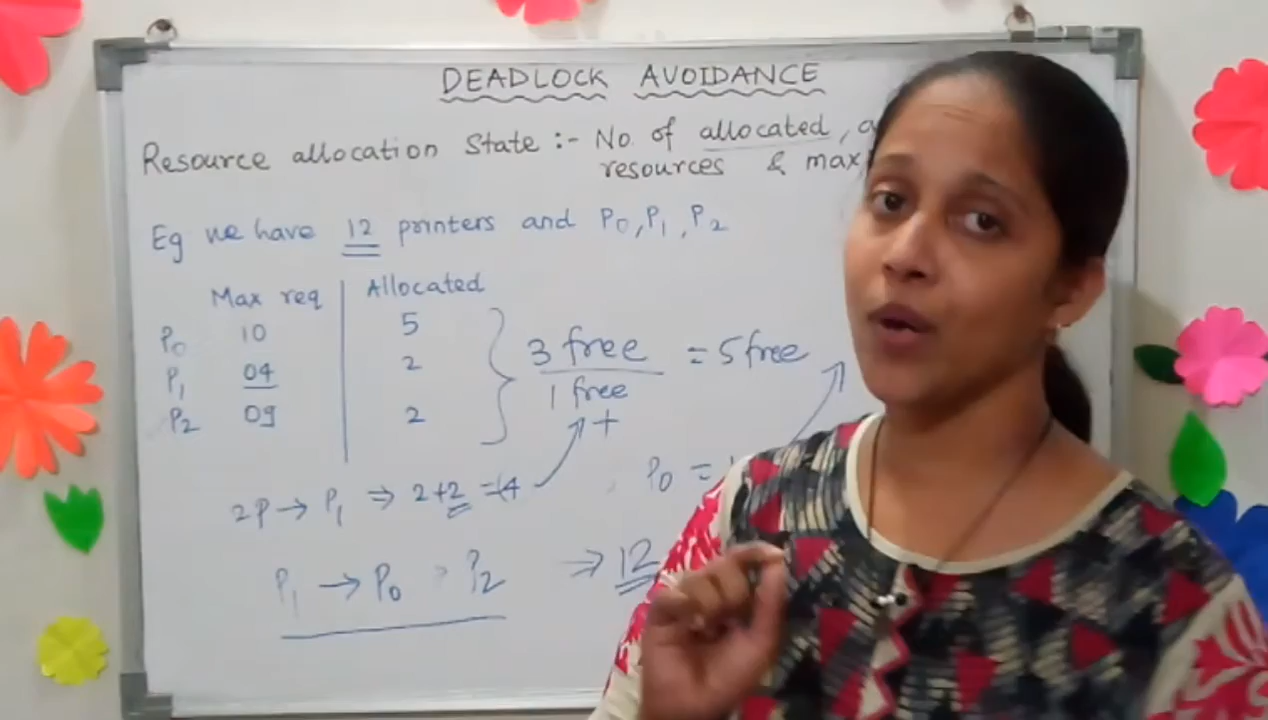 DEADLOCK AVOIDANCE
Resource allocation State :- No. of allocated, a
resources & max
Eg we have 12 printers and P0, P1, P2
Max req Allocated
P0 10 5
P1 04 2
P2 09 2
3 free = 5 free
1 free
+
2P → P1 ⇒ 2+2 = 4
P0 =
P1 → P0 P2 ⇒ 12